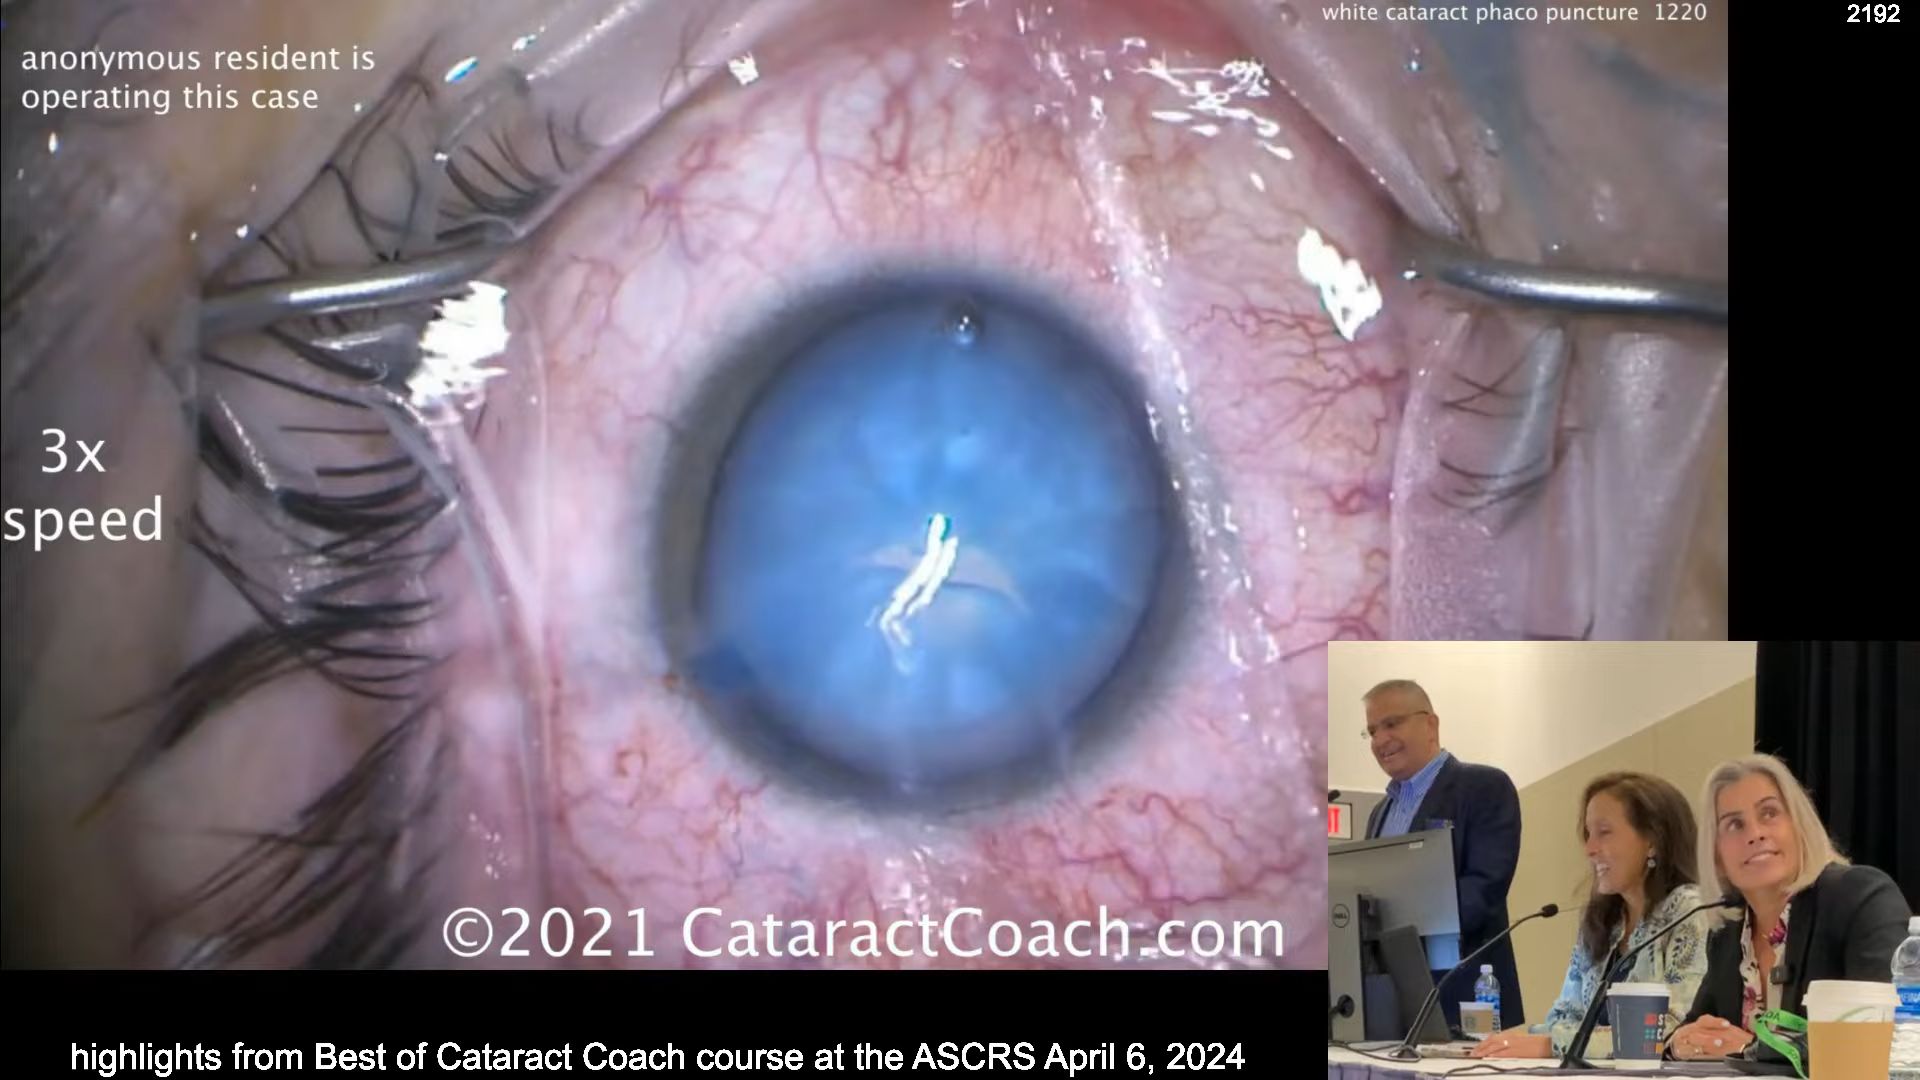 white cataract phaco puncture 1220
2192
anonymous resident is
operating this case
3x
speed
©2021 CataractCoach.com
DELL
highlights from Best of Cataract Coach course at the ASCRS April 6, 2024